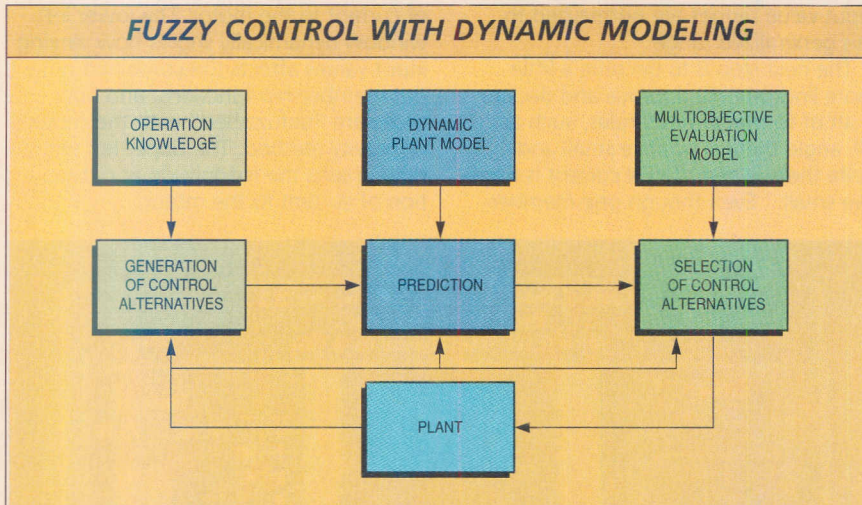 FUZZY CONTROL WITH DYNAMIC MODELING
OPERATION
KNOWLEDGE
DYNAMIC
PLANT MODEL
MULTIOBJECTIVE
EVALUATION
MODEL
GENERATION
OF CONTROL
ALTERNATIVES
PREDICTION
SELECTION
OF CONTROL
ALTERNATIVES
PLANT